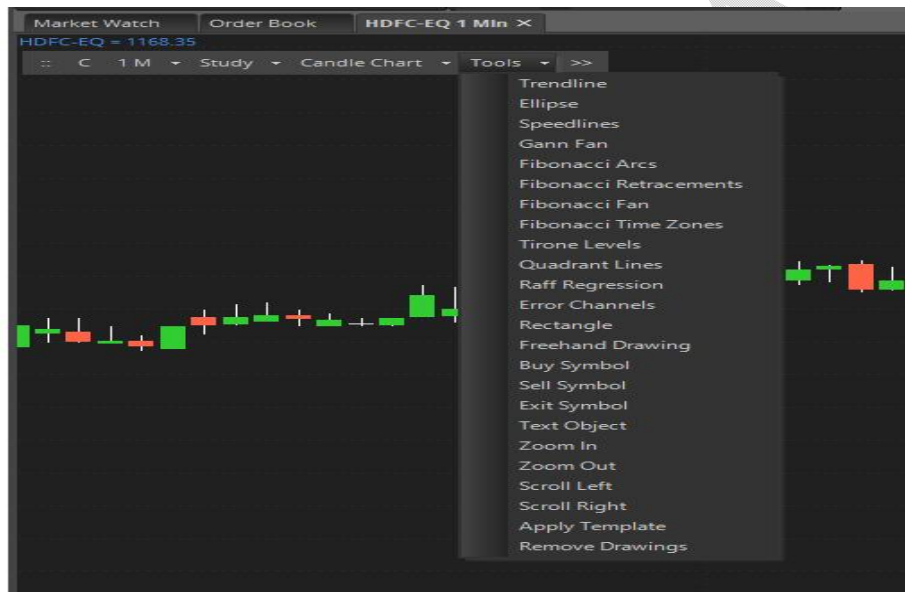 Market Watch Order Book HDFC-EQ 1 Min ×
HDFC-EQ = 1168.35
:: C 1 M Study Candle Chart Tools >>
Trendline
Ellipse
Speedlines
Gann Fan
Fibonacci Arcs
Fibonacci Retracements
Fibonacci Fan
Fibonacci Time Zones
Tirone Levels
Quadrant Lines
Raff Regression
Error Channels
Rectangle
Freehand Drawing
Buy Symbol
Sell Symbol
Exit Symbol
Text Object
Zoom In
Zoom Out
Scroll Left
Scroll Right
Apply Template
Remove Drawings